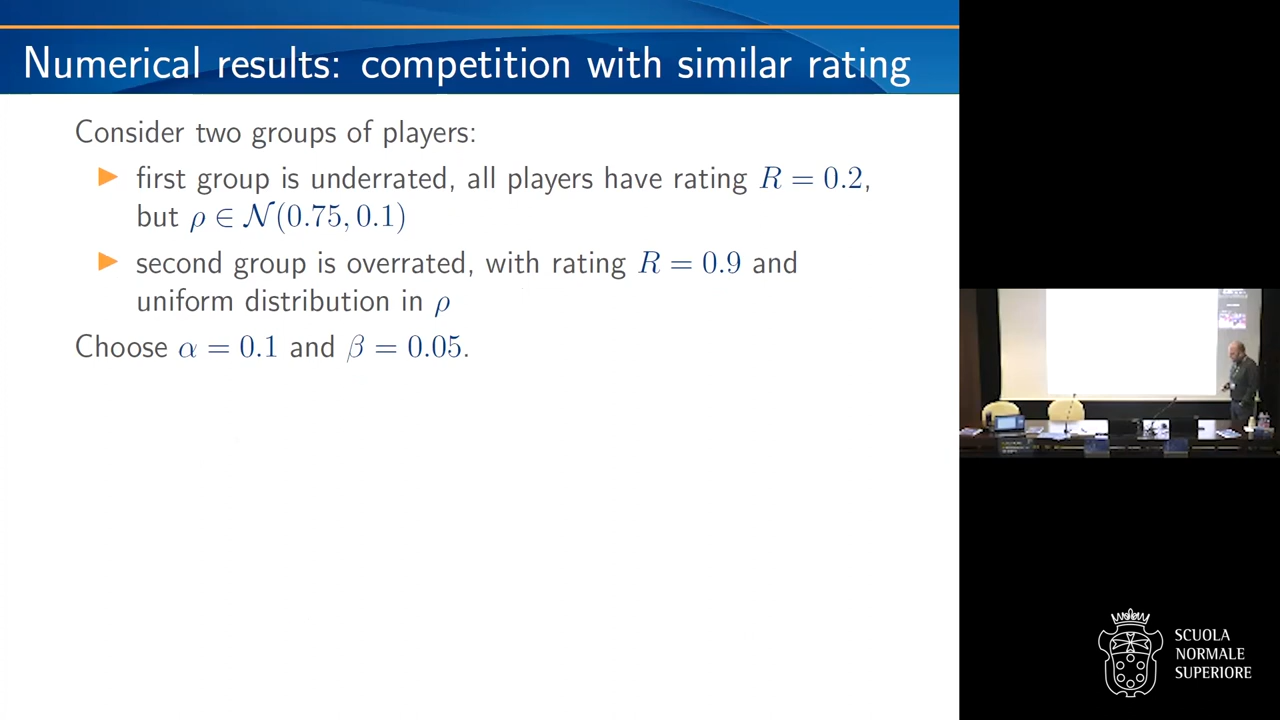 Numerical results: competition with similar rating
Consider two groups of players:
▶ first group is underrated, all players have rating R = 0.2,
but ρ ∈ 𝒩(0.75, 0.1)
▶ second group is overrated, with rating R = 0.9 and
uniform distribution in ρ
Choose α = 0.1 and β = 0.05.
SCUOLA
NORMALE
SUPERIORE